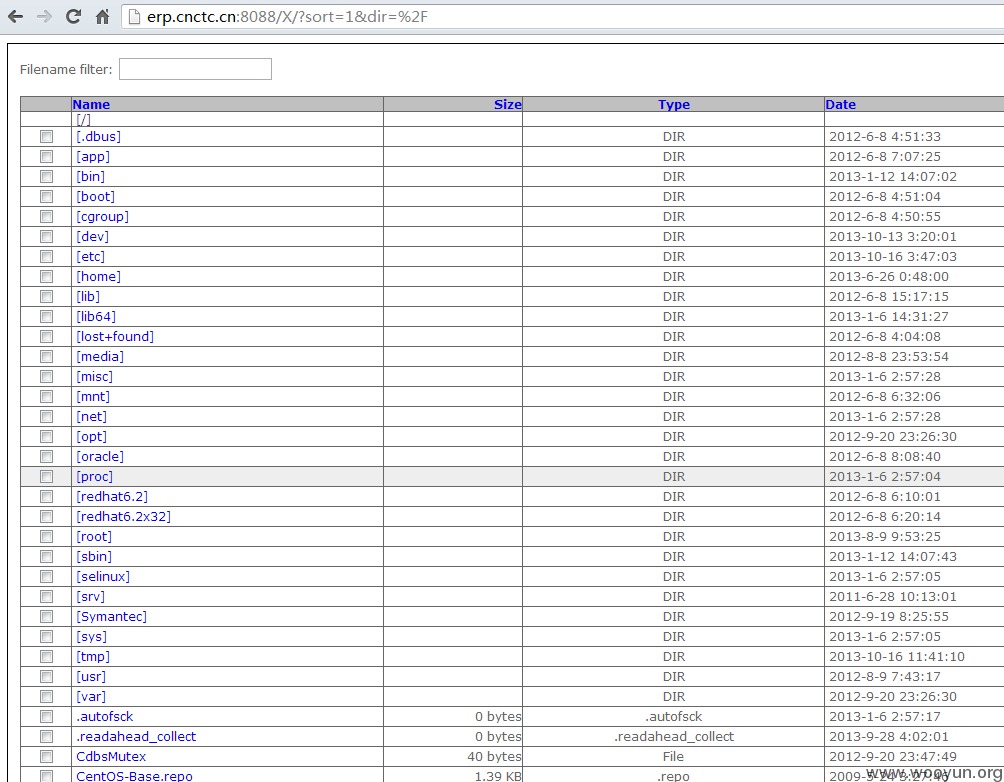 erp.cnctc.cn:8088/X/?sort=1&dir=%2F
Filename filter:
Name Size Type Date
[/]
[.dbus] DIR 2012-6-8 4:51:33
[app] DIR 2012-6-8 7:07:25
[bin] DIR 2013-1-12 14:07:02
[boot] DIR 2012-6-8 4:51:04
[cgroup] DIR 2012-6-8 4:50:55
[dev] DIR 2013-10-13 3:20:01
[etc] DIR 2013-10-16 3:47:03
[home] DIR 2013-6-26 0:48:00
[lib] DIR 2012-6-8 15:17:15
[lib64] DIR 2013-1-6 14:31:27
[lost+found] DIR 2012-6-8 4:04:08
[media] DIR 2012-8-8 23:53:54
[misc] DIR 2013-1-6 2:57:28
[mnt] DIR 2012-6-8 6:32:06
[net] DIR 2013-1-6 2:57:28
[opt] DIR 2012-9-20 23:26:30
[oracle] DIR 2012-6-8 8:08:40
[proc] DIR 2013-1-6 2:57:04
[redhat6.2] DIR 2012-6-8 6:10:01
[redhat6.2x32] DIR 2012-6-8 6:20:14
[root] DIR 2013-8-9 9:53:25
[sbin] DIR 2013-1-12 14:07:43
[selinux] DIR 2013-1-6 2:57:05
[srv] DIR 2011-6-28 10:13:01
[Symantec] DIR 2012-9-19 8:25:55
[sys] DIR 2013-1-6 2:57:05
[tmp] DIR 2013-10-16 11:41:10
[usr] DIR 2012-8-9 7:43:17
[var] DIR 2012-9-20 23:26:30
.autofsck 0 bytes .autofsck 2013-1-6 2:57:17
.readahead_collect 0 bytes .readahead_collect 2013-9-28 4:02:01
CdbsMutex 40 bytes File 2012-9-20 23:47:49
CentOS-Base.repo 1.39 KB .repo
www.wooyun.org